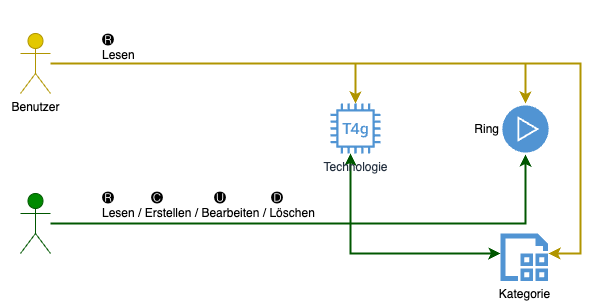 R
Lesen
Benutzer
T4g
Ring
Technologie
R C U D
Lesen / Erstellen / Bearbeiten / Löschen
Kategorie